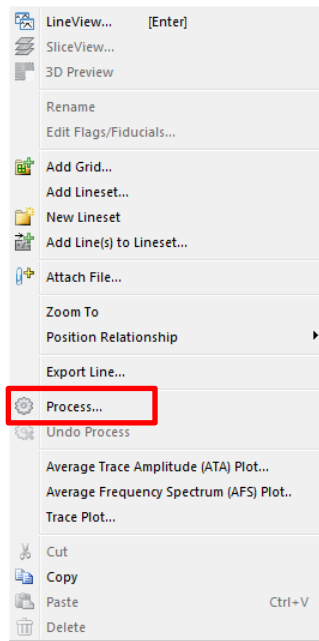 LineView... [Enter]
SliceView...
3D Preview
Rename
Edit Flags/Fiducials...
Add Grid...
Add Lineset...
New Lineset
Add Line(s) to Lineset...
Attach File...
Zoom To
Position Relationship
Export Line...
Process...
Undo Process
Average Trace Amplitude (ATA) Plot...
Average Frequency Spectrum (AFS) Plot..
Trace Plot...
Cut
Copy
Paste Ctrl+V
Delete